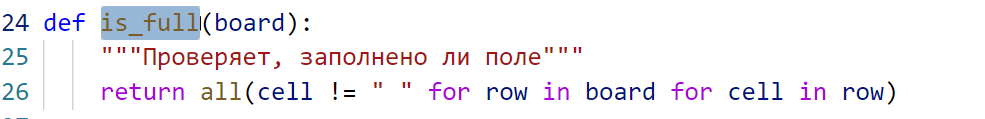 24 def is_full(board):
25 """Проверяет, заполнено ли поле"""
26 return all(cell != " " for row in board for cell in row)